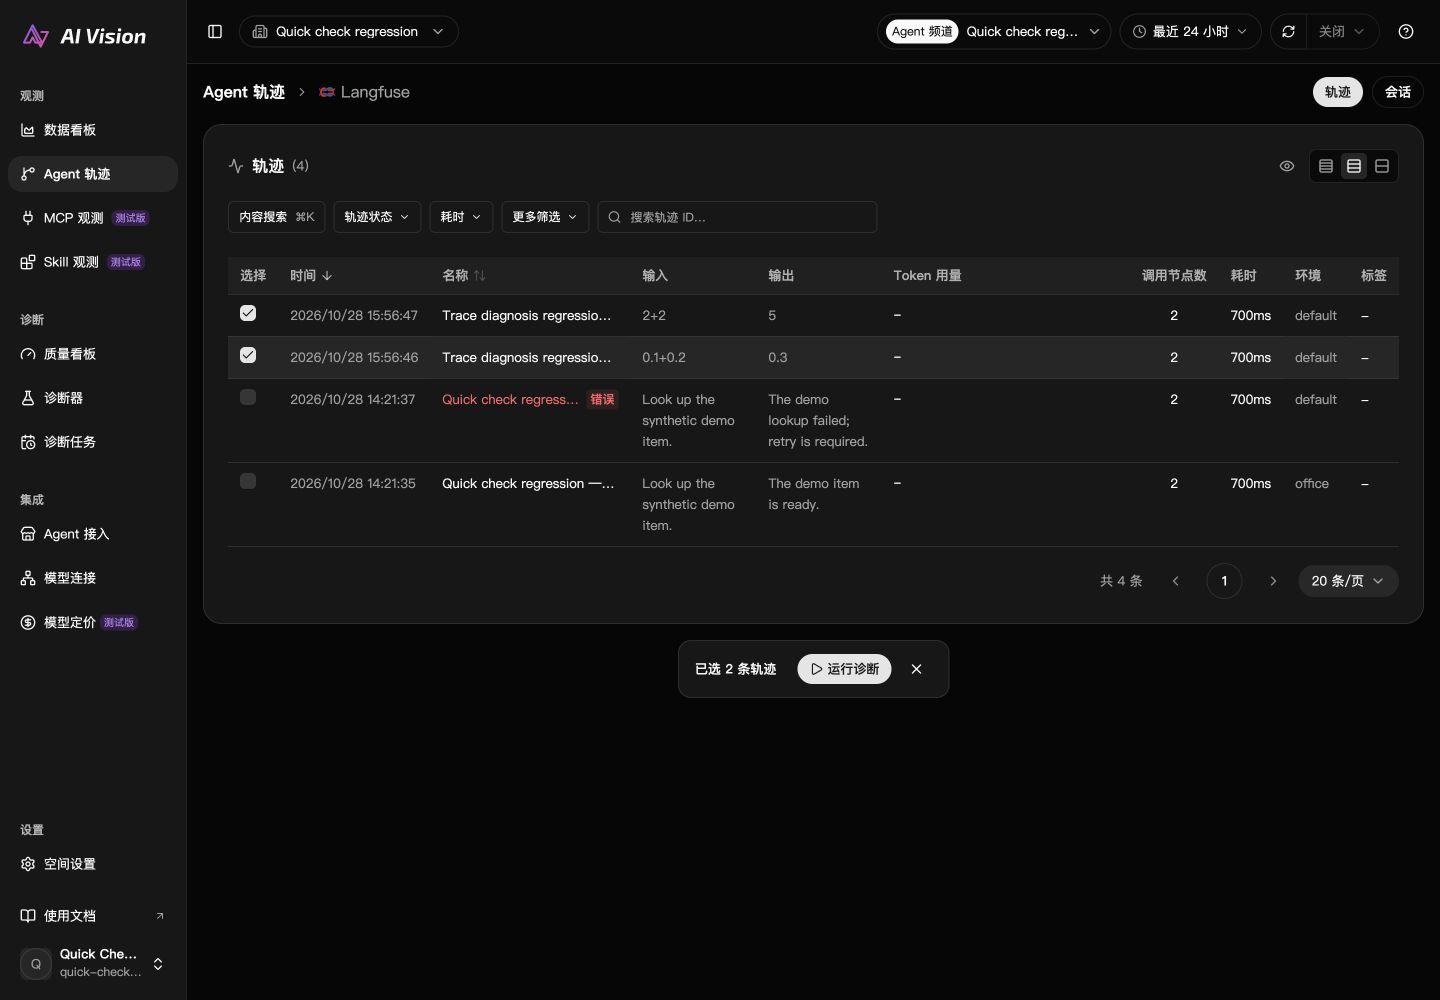 AI Vision
Quick check regression
Agent 频道 Quick check reg...
最近 24 小时
关闭
观测
数据看板
Agent 轨迹
MCP 观测 测试版
Skill 观测 测试版
诊断
质量看板
诊断器
诊断任务
集成
Agent 接入
模型连接
模型定价 测试版
设置
空间设置
使用文档
Q
Quick Che...
quick-check...
Agent 轨迹 > Langfuse
轨迹 会话
轨迹 (4)
内容搜索 ⌘K 轨迹状态 耗时 更多筛选 搜索轨迹 ID...
选择 时间 ↓ 名称 ↑↓ 输入 输出 Token 用量 调用节点数 耗时 环境 标签
2026/10/28 15:56:47 Trace diagnosis regressio... 2+2 5 – 2 700ms default –
2026/10/28 15:56:46 Trace diagnosis regressio... 0.1+0.2 0.3 – 2 700ms default –
2026/10/28 14:21:37 Quick check regress... 错误 Look up the The demo – 2 700ms default –
synthetic demo lookup failed;
item. retry is required.
2026/10/28 14:21:35 Quick check regression —... Look up the The demo item – 2 700ms office –
synthetic demo is ready.
item.
共 4 条 < 1 > 20 条/页
已选 2 条轨迹 运行诊断